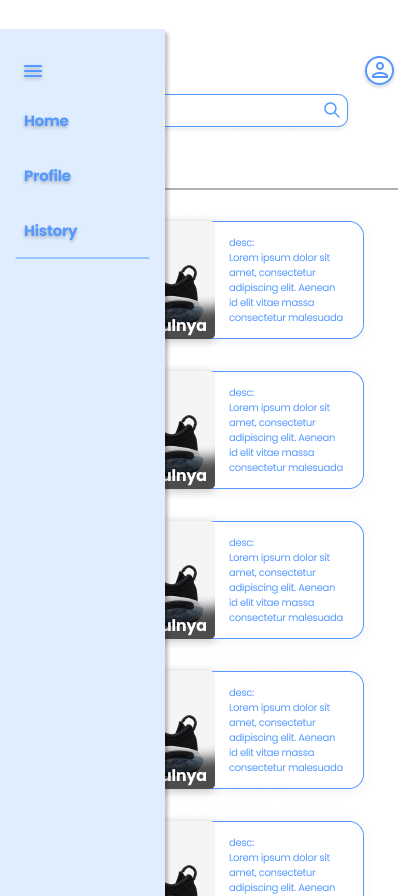 Home
Profile
History
desc:
Lorem ipsum dolor sit
amet, consectetur
adipiscing elit. Aenean
id elit vitae massa
consectetur malesuada
ulnya
desc:
Lorem ipsum dolor sit
amet, consectetur
adipiscing elit. Aenean
id elit vitae massa
consectetur malesuada
ulnya
desc:
Lorem ipsum dolor sit
amet, consectetur
adipiscing elit. Aenean
id elit vitae massa
consectetur malesuada
ulnya
desc:
Lorem ipsum dolor sit
amet, consectetur
adipiscing elit. Aenean
id elit vitae massa
consectetur malesuada
ulnya
desc:
Lorem ipsum dolor sit
amet, consectetur
adipiscing elit. Aenean